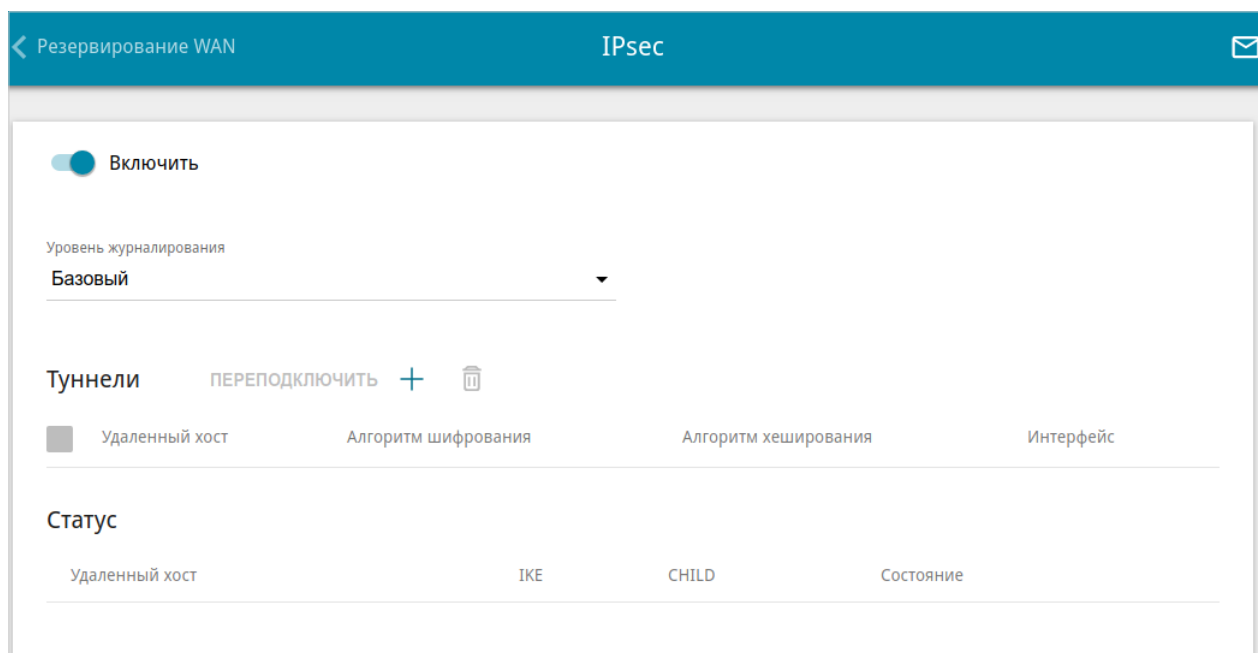 Резервирование WAN IPsec
Включить
Уровень журналирования
Базовый
Туннели ПЕРЕПОДКЛЮЧИТЬ
Удаленный хост Алгоритм шифрования Алгоритм хеширования Интерфейс
Статус
Удаленный хост IKE CHILD Состояние